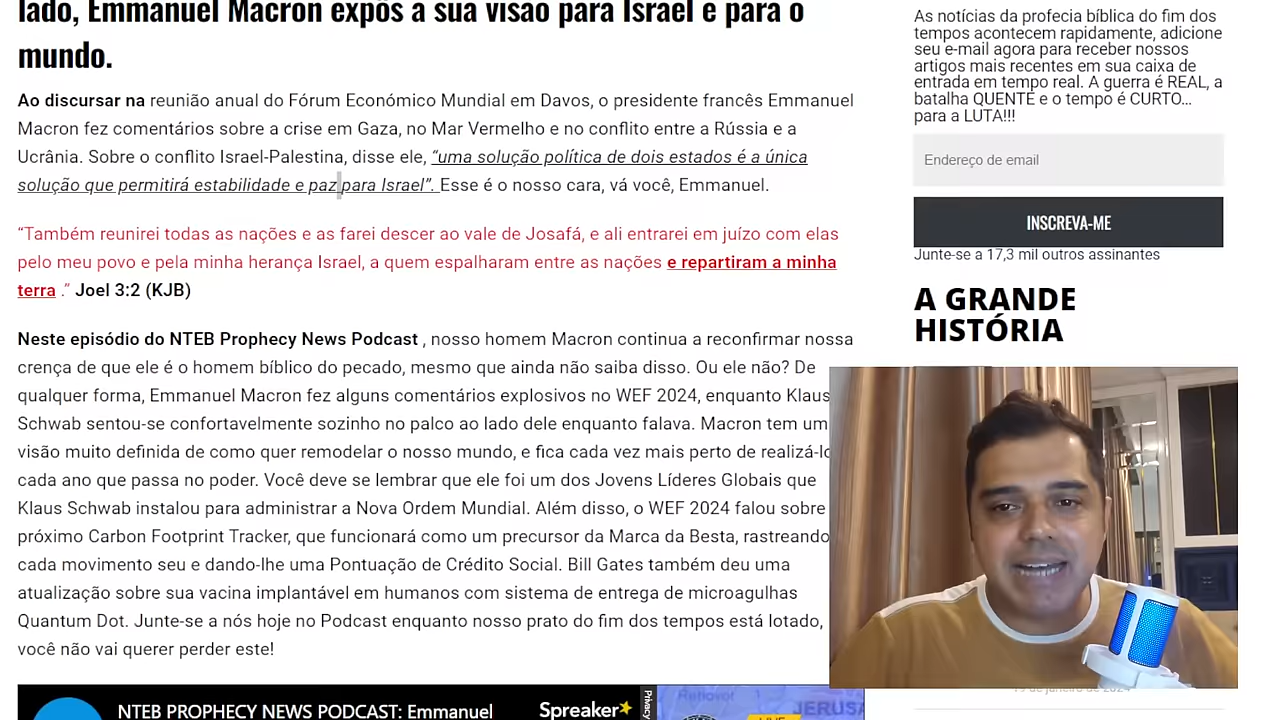 lado, Emmanuel Macron expôs a sua visão para Israel e para o
mundo.
Ao discursar na reunião anual do Fórum Económico Mundial em Davos, o presidente francês Emmanuel
Macron fez comentários sobre a crise em Gaza, no Mar Vermelho e no conflito entre a Rússia e a
Ucrânia. Sobre o conflito Israel-Palestina, disse ele, “uma solução política de dois estados é a única
solução que permitirá estabilidade e paz para Israel”. Esse é o nosso cara, vá você, Emmanuel.
“Também reunirei todas as nações e as farei descer ao vale de Josafá, e ali entrarei em juízo com elas
pelo meu povo e pela minha herança Israel, a quem espalharam entre as nações e repartiram a minha
terra .” Joel 3:2 (KJB)
Neste episódio do NTEB Prophecy News Podcast , nosso homem Macron continua a reconfirmar nossa
crença de que ele é o homem bíblico do pecado, mesmo que ainda não saiba disso. Ou ele não? De
qualquer forma, Emmanuel Macron fez alguns comentários explosivos no WEF 2024, enquanto Klaus
Schwab sentou-se confortavelmente sozinho no palco ao lado dele enquanto falava. Macron tem um
visão muito definida de como quer remodelar o nosso mundo, e fica cada vez mais perto de realizá-lo
cada ano que passa no poder. Você deve se lembrar que ele foi um dos Jovens Líderes Globais que
Klaus Schwab instalou para administrar a Nova Ordem Mundial. Além disso, o WEF 2024 falou sobre
próximo Carbon Footprint Tracker, que funcionará como um precursor da Marca da Besta, rastreando
cada movimento seu e dando-lhe uma Pontuação de Crédito Social. Bill Gates também deu uma
atualização sobre sua vacina implantável em humanos com sistema de entrega de microagulhas
Quantum Dot. Junte-se a nós hoje no Podcast enquanto nosso prato do fim dos tempos está lotado,
você não vai querer perder este!
NTEB PROPHECY NEWS PODCAST: Emmanuel
Spreaker
Privacy
As notícias da profecia bíblica do fim dos
tempos acontecem rapidamente, adicione
seu e-mail agora para receber nossos
artigos mais recentes em sua caixa de
entrada em tempo real. A guerra é REAL, a
batalha QUENTE e o tempo é CURTO...
para a LUTA!!!
Endereço de email
INSCREVA-ME
Junte-se a 17,3 mil outros assinantes
A GRANDE
HISTÓRIA
19 de janeiro de 2024